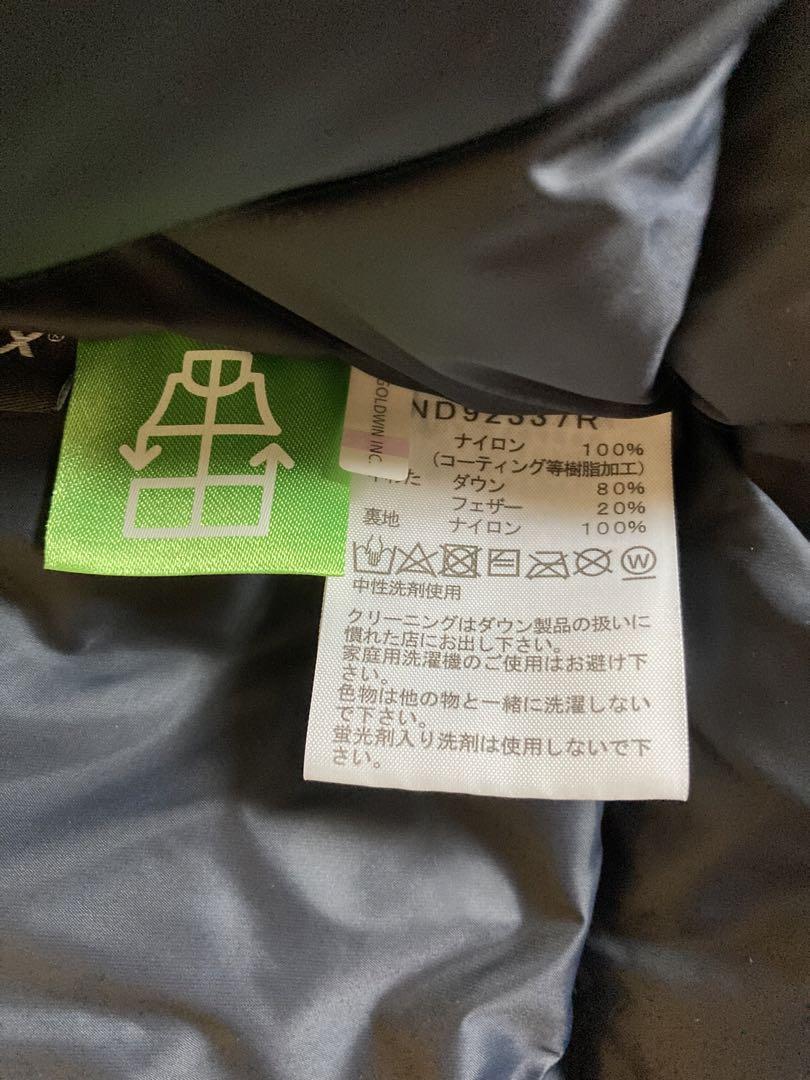 X®
GOLDWIN INC.
ND92337R
ナイロン 100%
(コーティング等樹脂加工)
ダウン 80%
フェザー 20%
裏地 ナイロン 100%
W
中性洗剤使用
クリーニングはダウン製品の扱いに
慣れた店にお出し下さい。
家庭用洗濯機のご使用はお避け下
さい。
色物は他の物と一緒に洗濯しない
で下さい。
蛍光剤入り洗剤は使用しないで下
さい。